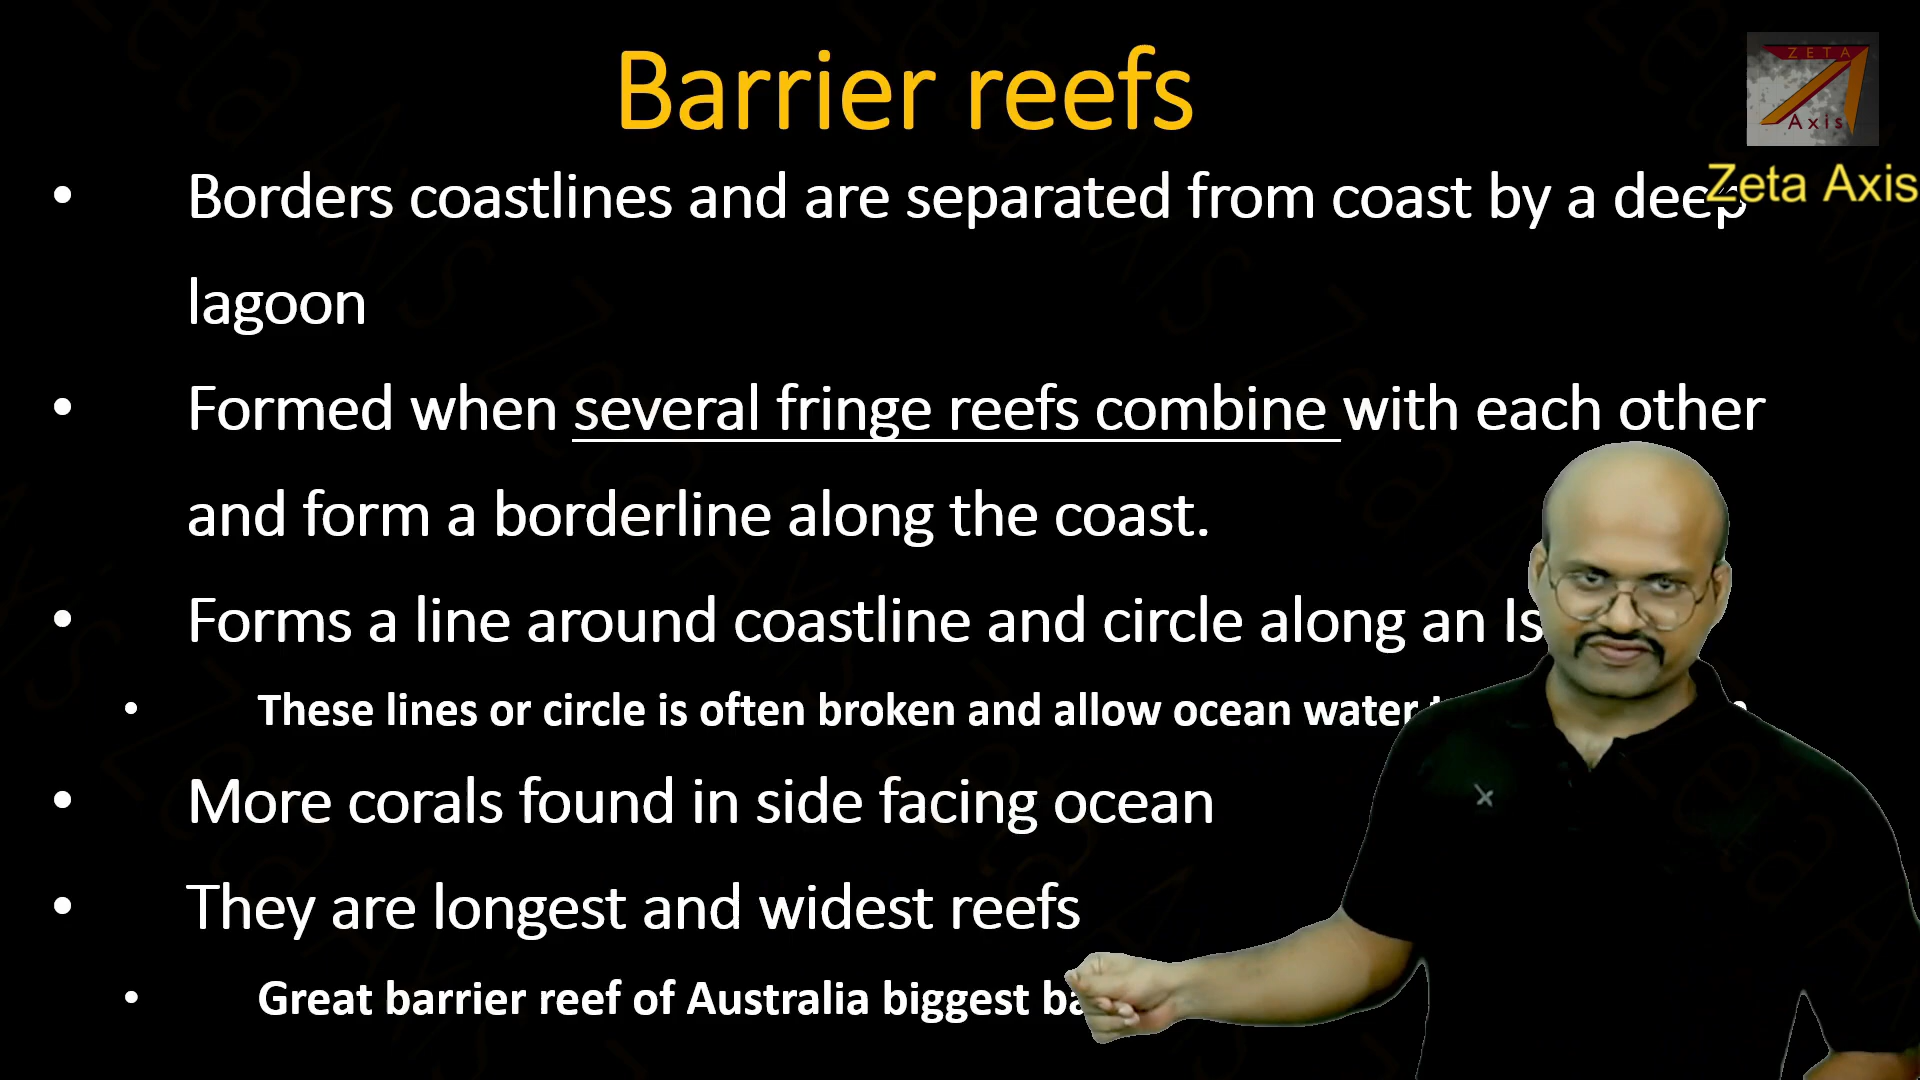 Barrier reefs
ZETA
Axis
Zeta Axis
• Borders coastlines and are separated from coast by a deep
lagoon
• Formed when several fringe reefs combine with each other
and form a borderline along the coast.
• Forms a line around coastline and circle along an
• These lines or circle is often broken and allow ocean water
• More corals found in side facing ocean
• They are longest and widest reefs
• Great barrier reef of Australia biggest